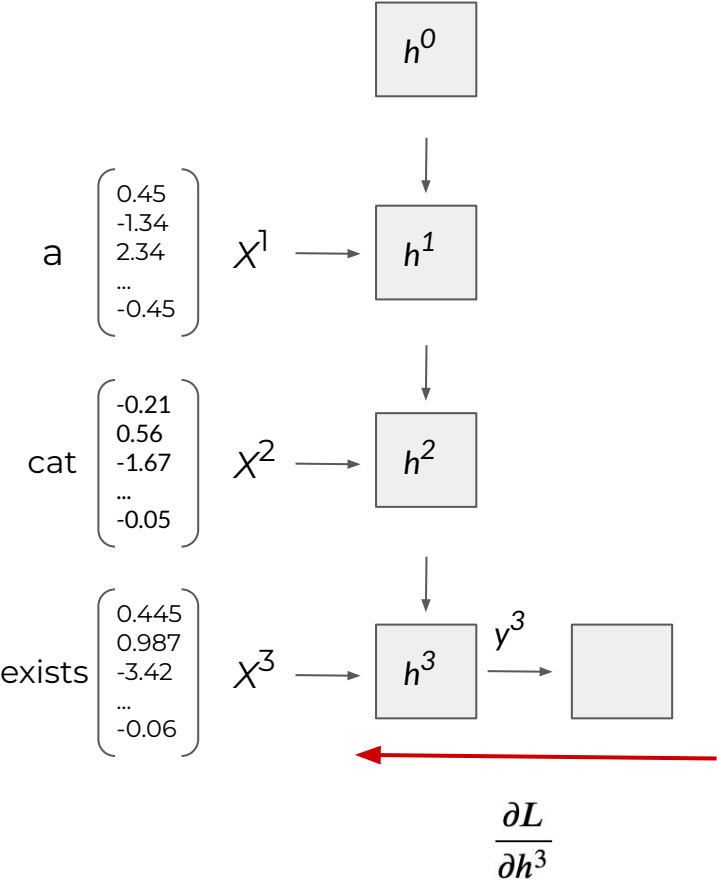 h⁰
0.45
-1.34
2.34
...
-0.45
a
X¹
h¹
-0.21
0.56
-1.67
...
-0.05
cat
X²
h²
0.445
0.987
-3.42
...
-0.06
exists
X³
h³
y³
∂L
∂h³